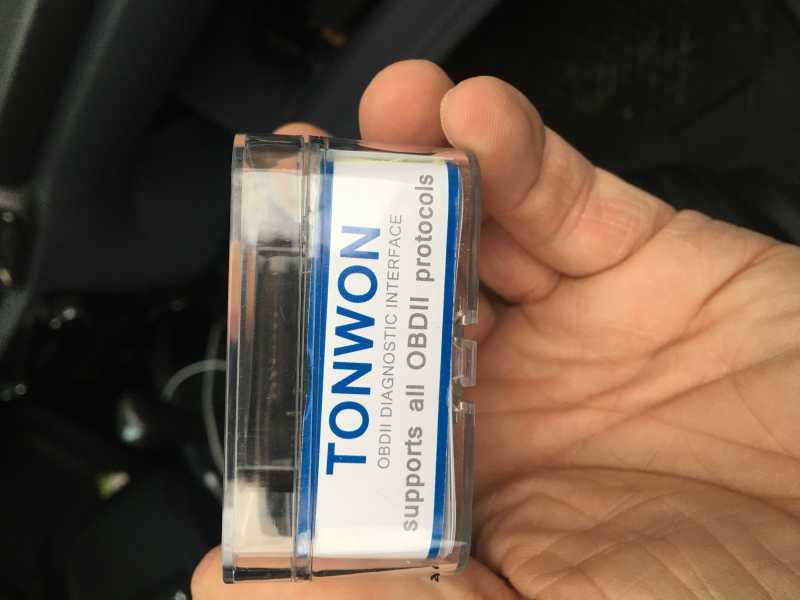 TONWON
OBDII DIAGNOSTIC INTERFACE
supports all OBDII protocols